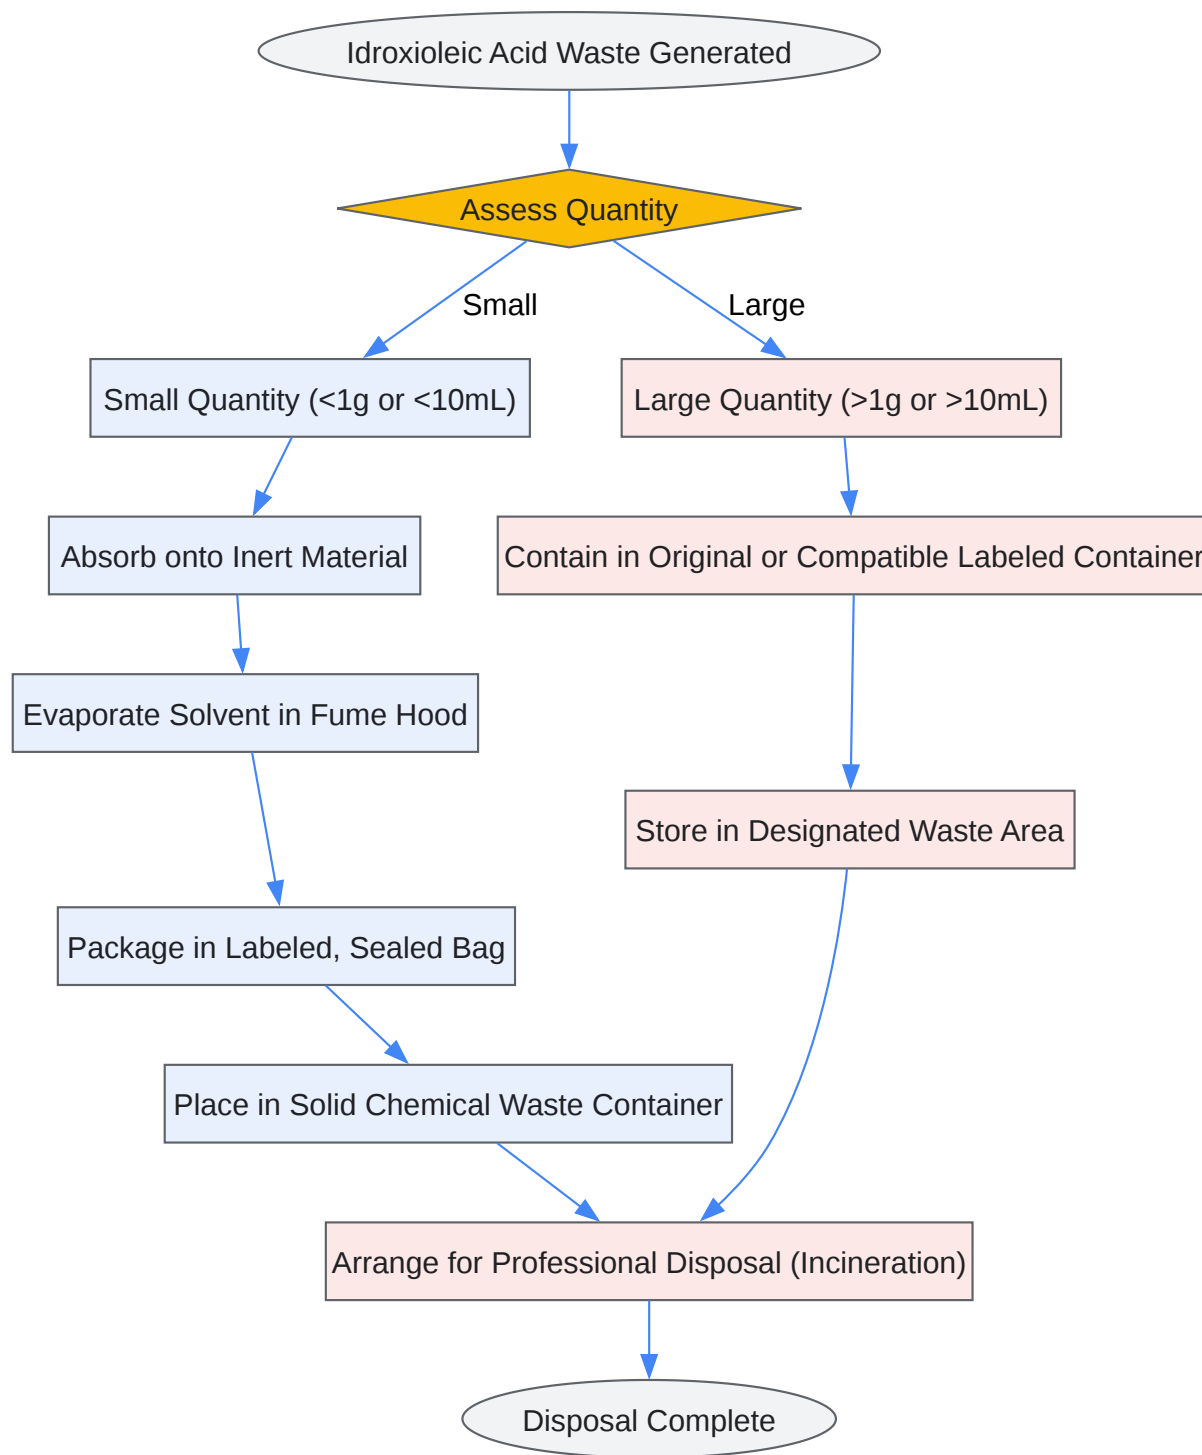 Idroxioleic Acid Waste Generated
Assess Quantity
Small
Large
Small Quantity (<1g or <10mL)
Large Quantity (>1g or >10mL)
Absorb onto Inert Material
Contain in Original or Compatible Labeled Container
Evaporate Solvent in Fume Hood
Store in Designated Waste Area
Package in Labeled, Sealed Bag
Place in Solid Chemical Waste Container
Arrange for Professional Disposal (Incineration)
Disposal Complete